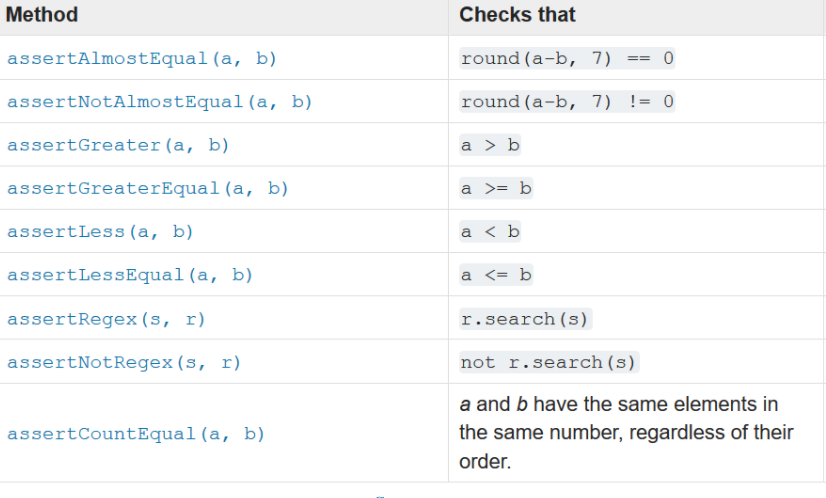 Method Checks that
assertAlmostEqual(a, b) round(a-b, 7) == 0
assertNotAlmostEqual(a, b) round(a-b, 7) != 0
assertGreater(a, b) a > b
assertGreaterEqual(a, b) a >= b
assertLess(a, b) a < b
assertLessEqual(a, b) a <= b
assertRegex(s, r) r.search(s)
assertNotRegex(s, r) not r.search(s)
assertCountEqual(a, b) a and b have the same elements in
the same number, regardless of their
order.